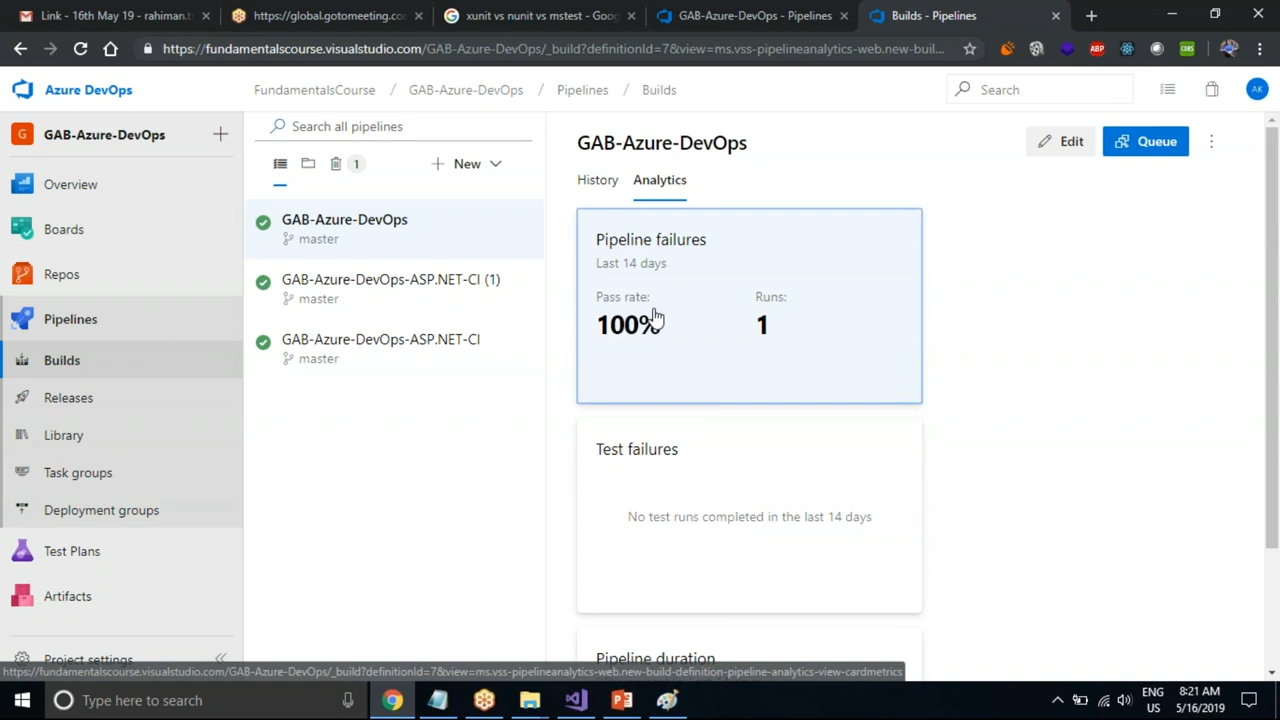 Link - 16th May 19 - rahiman.t
https://global.gotomeeting.co
xunit vs nunit vs mstest - Goog
GAB-Azure-DevOps - Pipelines
Builds - Pipelines
https://fundamentalscourse.visualstudio.com/GAB-Azure-DevOps/_build?definitionId=7&view=ms.vss-pipelineanalytics-web.new-buil...
ABP
CORS
Azure DevOps
FundamentalsCourse / GAB-Azure-DevOps / Pipelines / Builds
Search
AK
G GAB-Azure-DevOps
Overview
Boards
Repos
Pipelines
Builds
Releases
Library
Task groups
Deployment groups
Test Plans
Artifacts
Project settings
Search all pipelines
1
New
GAB-Azure-DevOps
master
GAB-Azure-DevOps-ASP.NET-CI (1)
master
GAB-Azure-DevOps-ASP.NET-CI
master
GAB-Azure-DevOps
Edit
Queue
History Analytics
Pipeline failures
Last 14 days
Pass rate: Runs:
100% 1
Test failures
No test runs completed in the last 14 days
Pipeline duration
https://fundamentalscourse.visualstudio.com/GAB-Azure-DevOps/_build?definitionId=7&view=ms.vss-pipelineanalytics-web.new-build-definition-pipeline-analytics-view-cardmetrics
Type here to search
ENG
US
8:21 AM
5/16/2019